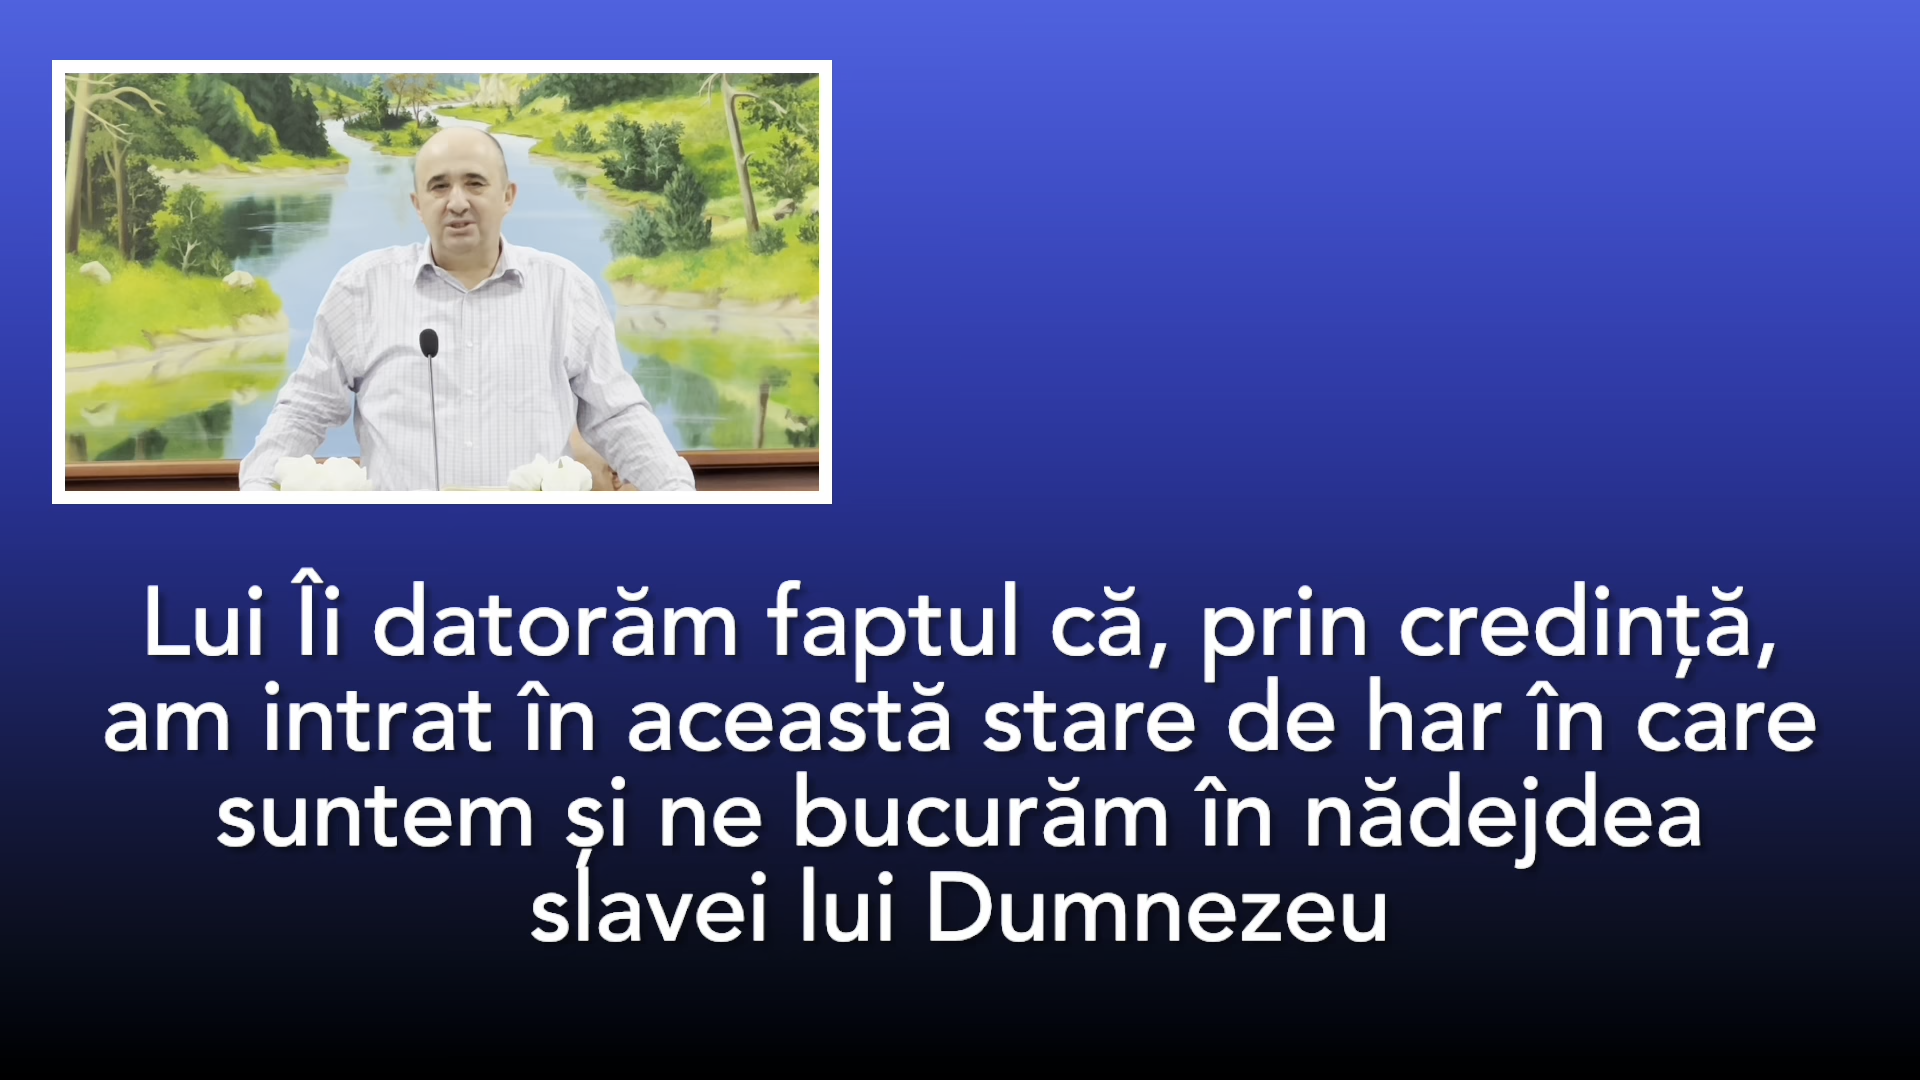 Lui Îi datorăm faptul că, prin credință,
am intrat în această stare de har în care
suntem și ne bucurăm în nădejdea
slavei lui Dumnezeu